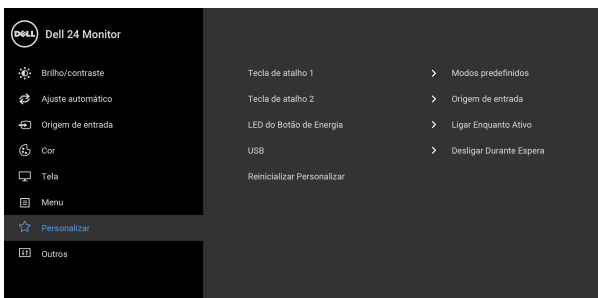 DELL Dell 24 Monitor
Brilho/contraste Tecla de atalho 1 Modos predefinidos
Ajuste automático Tecla de atalho 2 Origem de entrada
Origem de entrada LED do Botão de Energia Ligar Enquanto Ativo
Cor USB Desligar Durante Espera
Tela Reinicializar Personalizar
Menu
Personalizar
Outros